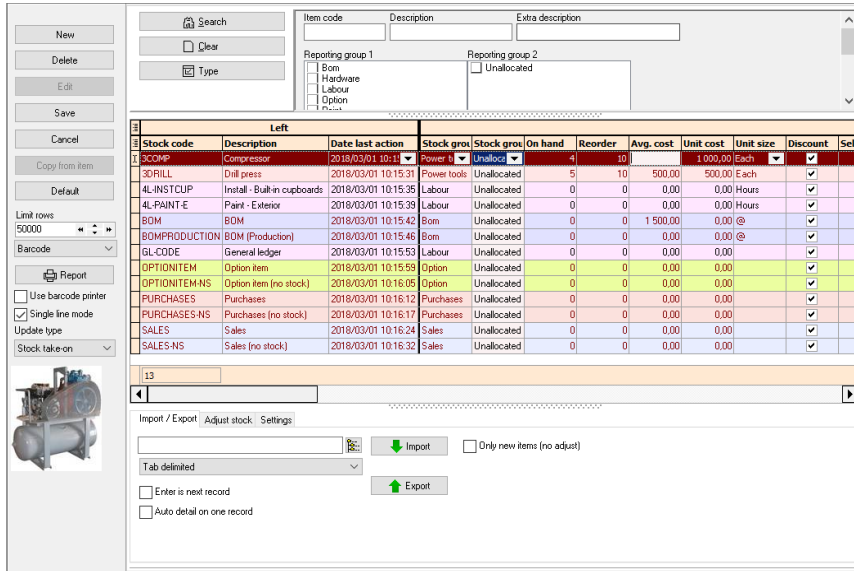 New
Delete
Edit
Save
Cancel
Copy from item
Default
Limit rows
50000
Barcode
Report
Use barcode printer
Single line mode
Update type
Stock take-on
Search
Clear
Type
Item code Description Extra description
Reporting group 1 Reporting group 2
Bom Unallocated
Hardware
Labour
Option
Left
Stock code Description Date last action Stock grou Stock grou On hand Reorder Avg. cost Unit cost Unit size Discount Sel
3COMP Compressor 2018/03/01 10:1 Power to Unalloca 4 10 1 000,00 Each
3DRILL Drill press 2018/03/01 10:15:31 Power tools Unallocated 5 10 500,00 500,00 Each
4L-INSTCUP Install - Built-in cupboards 2018/03/01 10:15:35 Labour Unallocated 0 0 0,00 0,00 Hours
4L-PAINT-E Paint - Exterior 2018/03/01 10:15:39 Labour Unallocated 0 0 0,00 0,00 Hours
BOM BOM 2018/03/01 10:15:42 Bom Unallocated 0 0 1 500,00 0,00 @
BOMPRODUCTION BOM (Production) 2018/03/01 10:15:46 Bom Unallocated 0 0 0,00 0,00 @
GL-CODE General ledger 2018/03/01 10:15:53 Labour Unallocated 0 0 0,00 0,00
OPTIONITEM Option item 2018/03/01 10:15:59 Option Unallocated 0 0 0,00 0,00
OPTIONITEM-NS Option item (no stock) 2018/03/01 10:16:05 Option Unallocated 0 0 0,00 0,00
PURCHASES Purchases 2018/03/01 10:16:12 Purchases Unallocated 0 0 0,00 0,00
PURCHASES-NS Purchases (no stock) 2018/03/01 10:16:17 Purchases Unallocated 0 0 0,00 0,00
SALES Sales 2018/03/01 10:16:24 Sales Unallocated 0 0 0,00 0,00
SALES-NS Sales (no stock) 2018/03/01 10:16:32 Sales Unallocated 0 0 0,00 0,00
13
Import / Export Adjust stock Settings
Import Only new items (no adjust)
Tab delimited
Export
Enter is next record
Auto detail on one record